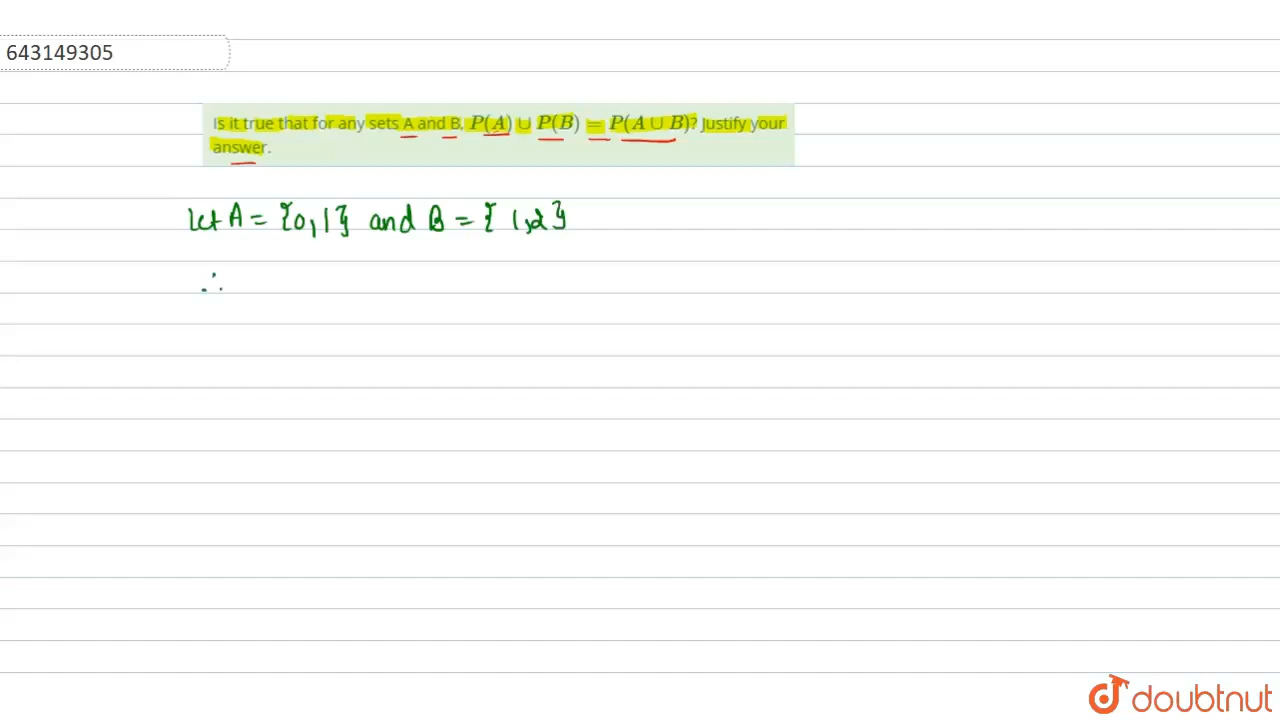 643149305
Is it true that for any sets A and B, P(A) ∪ P(B) = P(A ∪ B)? Justify your
answer.
let A = {0,1} and B = {1,2}
∴
doubtnut